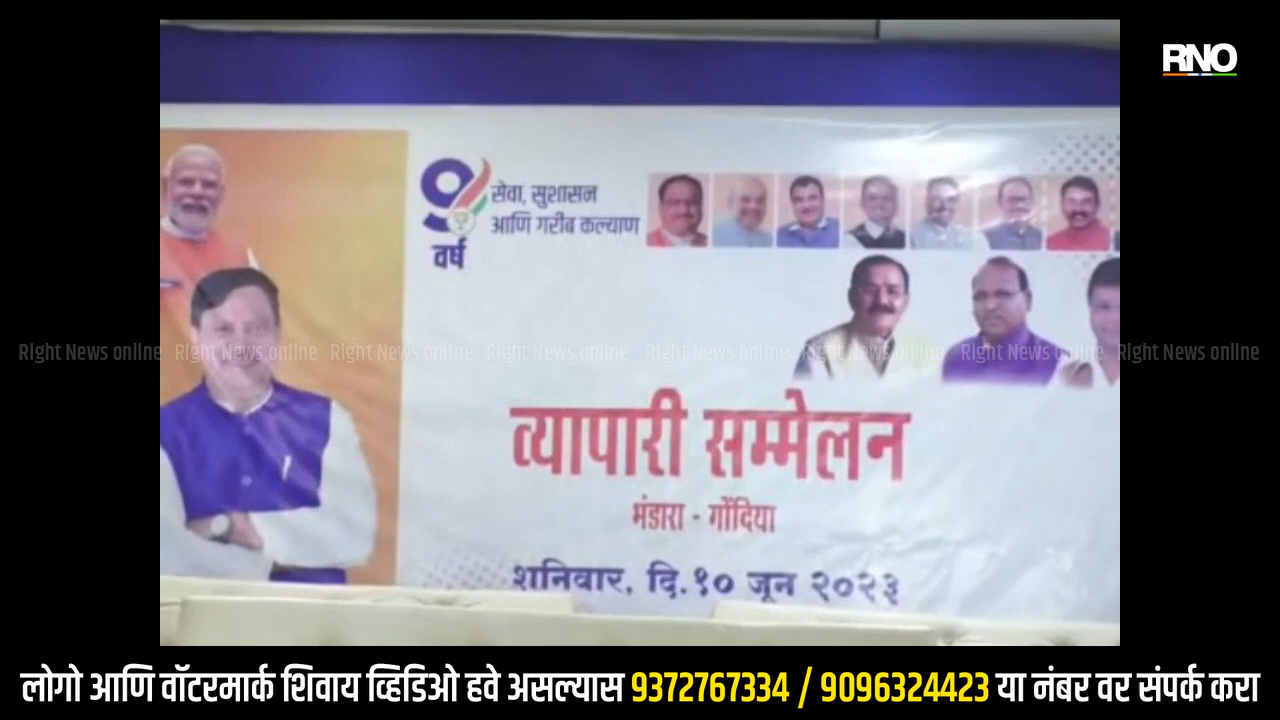 RNO
९ सेवा, सुशासन
आणि गरीब कल्याण
वर्ष
Right News online Right News online Right News online Right News online Right News online Right News online Right News online Right News online
व्यापारी सम्मेलन
भंडारा - गोंदिया
शनिवार, दि.१० जून २०२३
लोगो आणि वॉटरमार्क शिवाय व्हिडिओ हवे असल्यास 9372767334 / 9096324423 या नंबर वर संपर्क करा